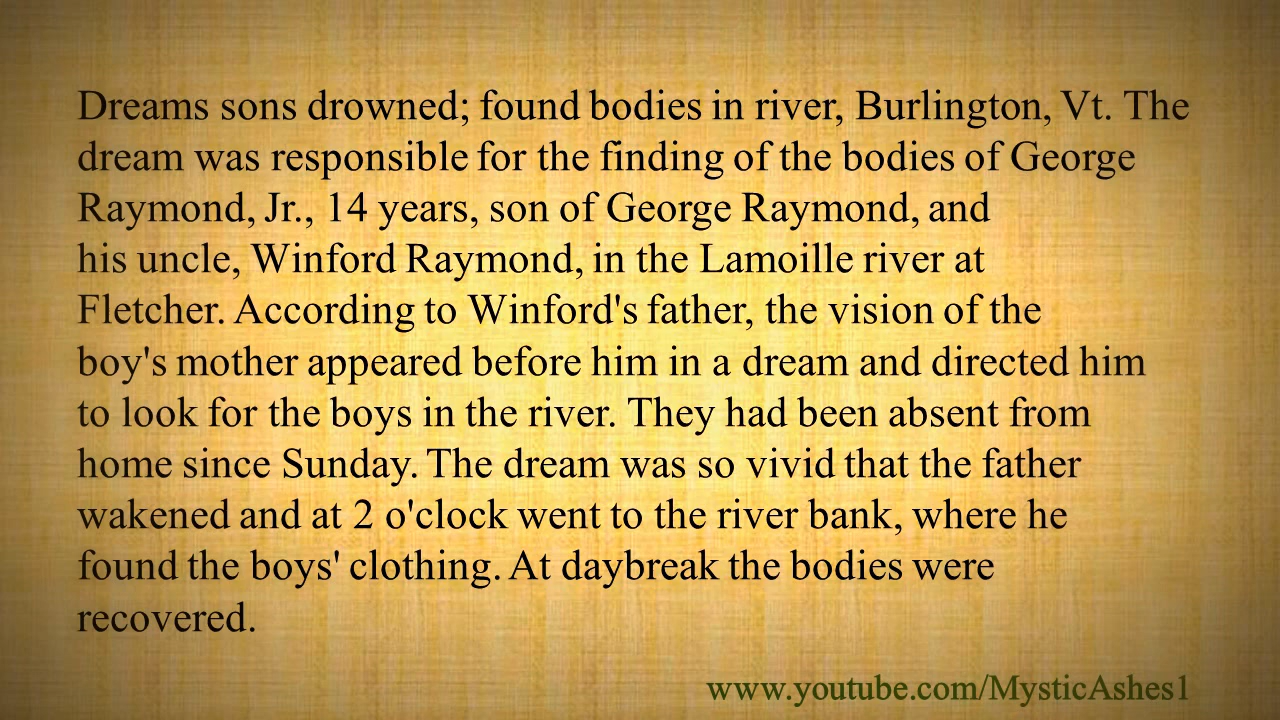 Dreams sons drowned; found bodies in river, Burlington, Vt. The
dream was responsible for the finding of the bodies of George
Raymond, Jr., 14 years, son of George Raymond, and
his uncle, Winford Raymond, in the Lamoille river at
Fletcher. According to Winford's father, the vision of the
boy's mother appeared before him in a dream and directed him
to look for the boys in the river. They had been absent from
home since Sunday. The dream was so vivid that the father
wakened and at 2 o'clock went to the river bank, where he
found the boys' clothing. At daybreak the bodies were
recovered.
www.youtube.com/MysticAshes1